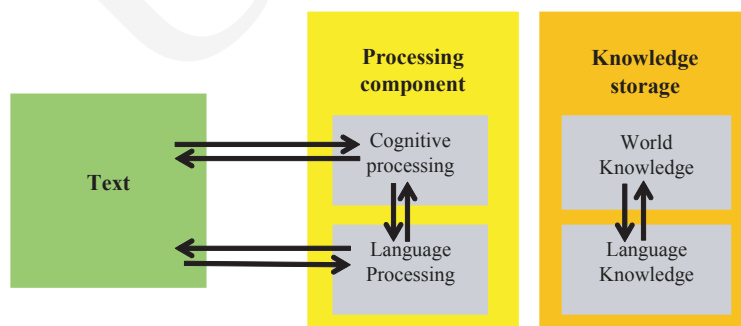 Processing
component
Knowledge
storage
Text
Cognitive
processing
World
Knowledge
Language
Processing
Language
Knowledge